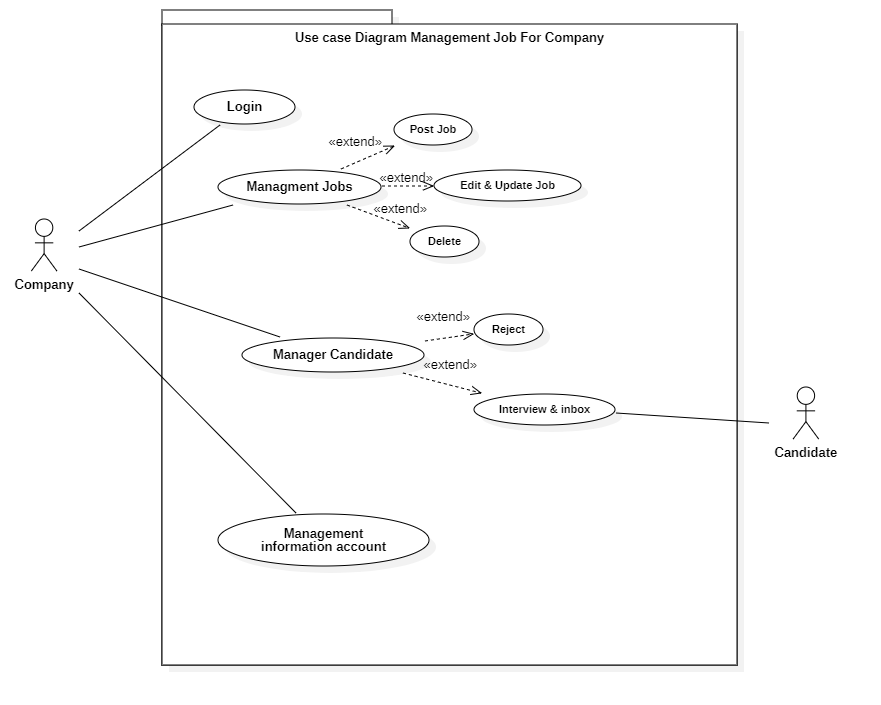 Use case Diagram Management Job For Company
Login
Post Job
«extend»
Managment Jobs
«extend»
Edit & Update Job
«extend»
Delete
Company
«extend»
Reject
Manager Candidate
«extend»
Interview & inbox
Candidate
Management
information account